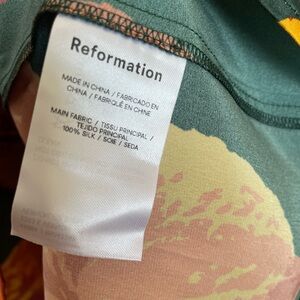 Reformation
MADE IN CHINA / FABRICADO EN
CHINA / FABRIQUÉ EN CHINE
MAIN FABRIC / TISSU PRINCIPAL /
TEJIDO PRINCIPAL
100% SILK / SOIE / SEDA